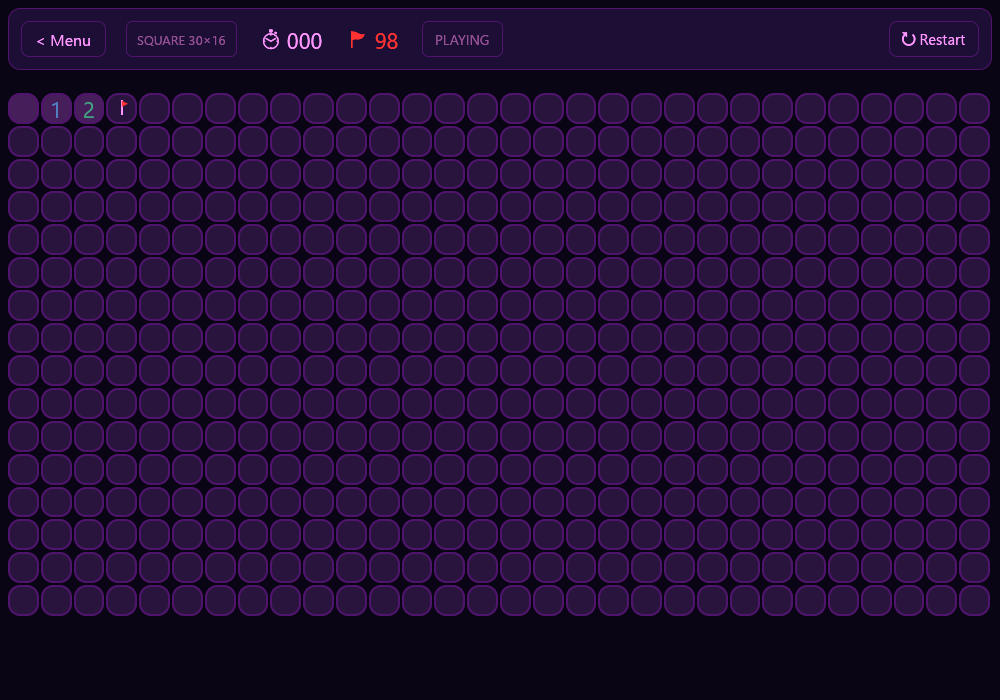 < Menu
SQUARE 30×16
000
98
PLAYING
Restart
1 2